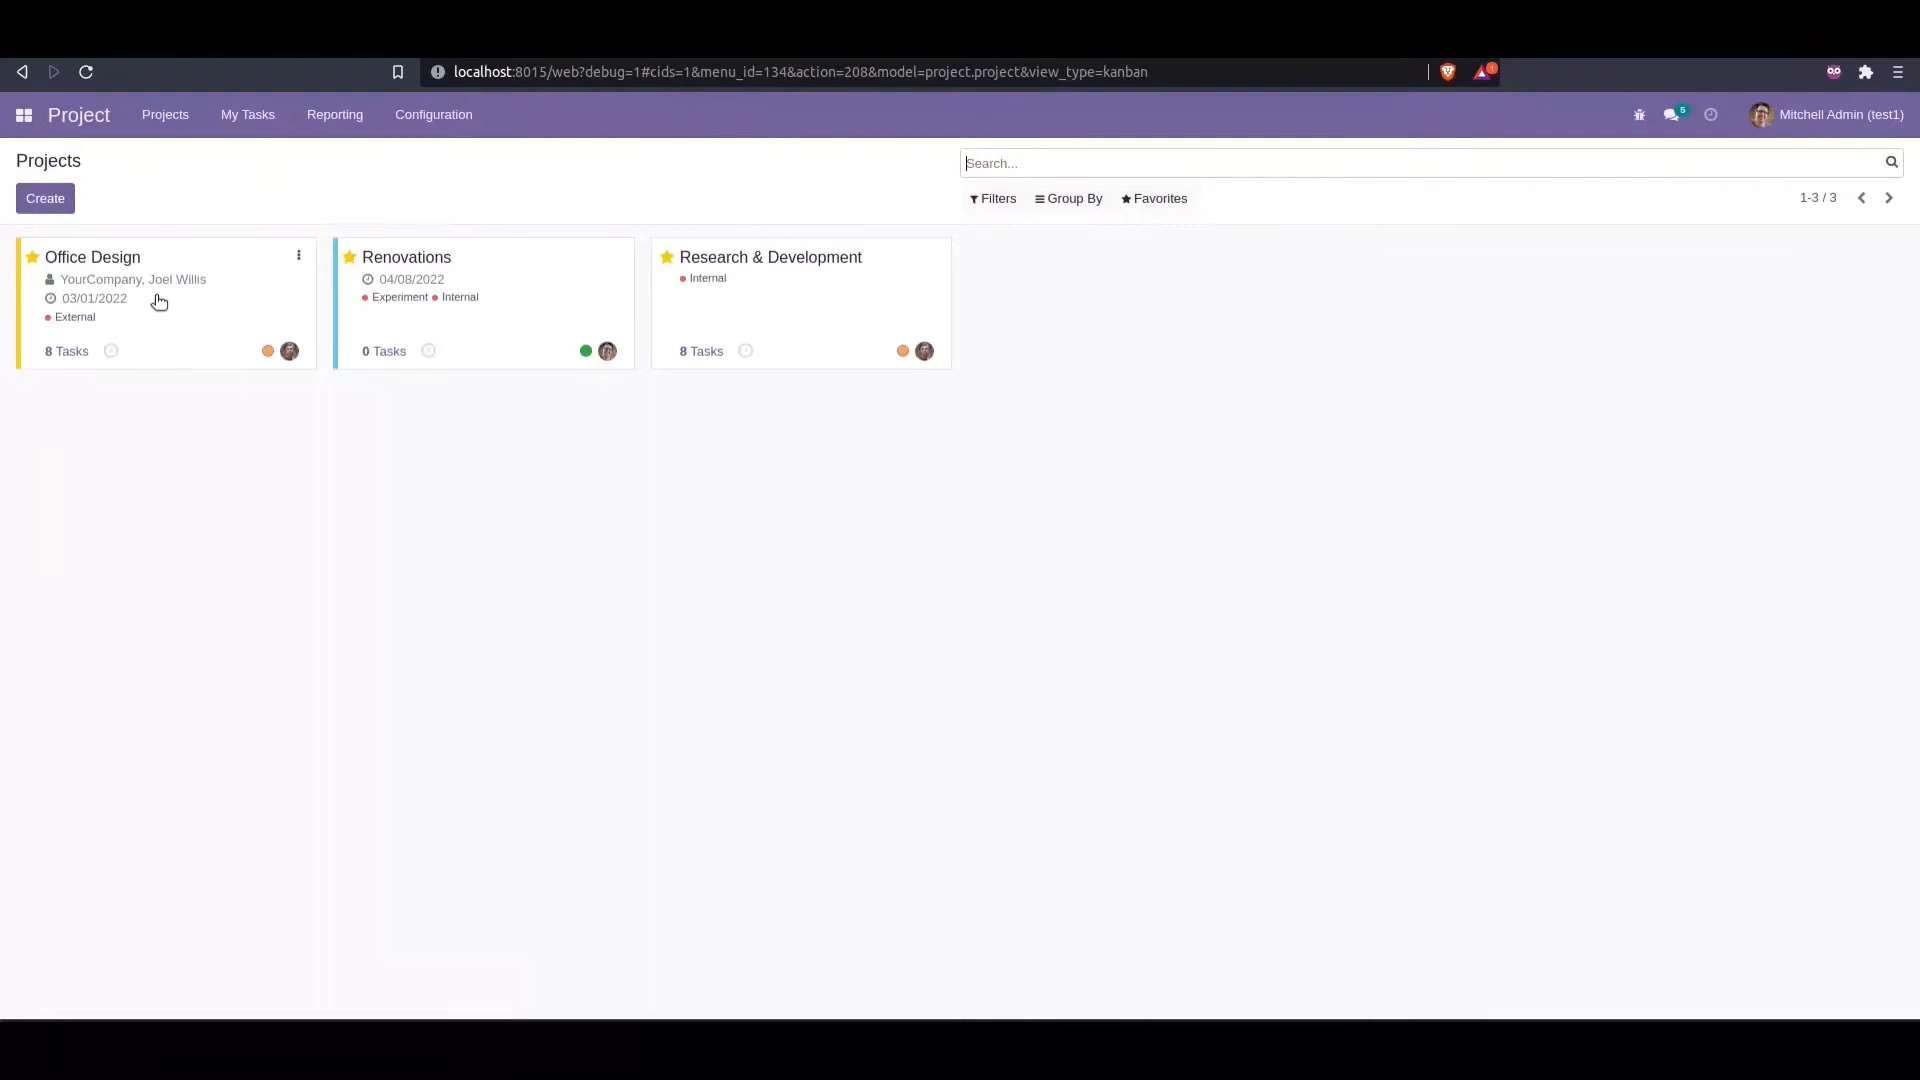 localhost:8015/web?debug=1#cids=1&menu_id=134&action=208&model=project.project&view_type=kanban
1
Project Projects My Tasks Reporting Configuration
5
Mitchell Admin (test1)
Projects
Search...
Create
Filters Group By Favorites
1-3 / 3
Office Design
YourCompany, Joel Willis
03/01/2022
External
8 Tasks
Renovations
04/08/2022
Experiment Internal
0 Tasks
Research & Development
Internal
8 Tasks